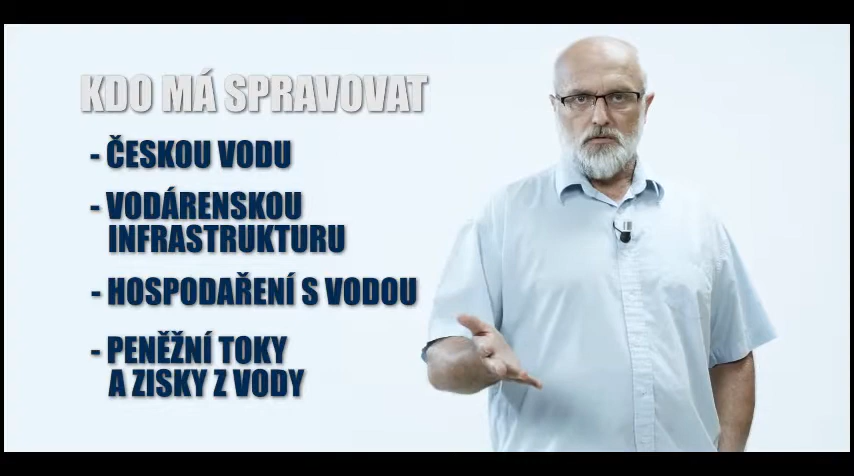 KDO MÁ SPRAVOVAT
- ČESKOU VODU
- VODÁRENSKOU
INFRASTRUKTURU
- HOSPODAŘENÍ S VODOU
- PENĚŽNÍ TOKY
A ZISKY Z VODY